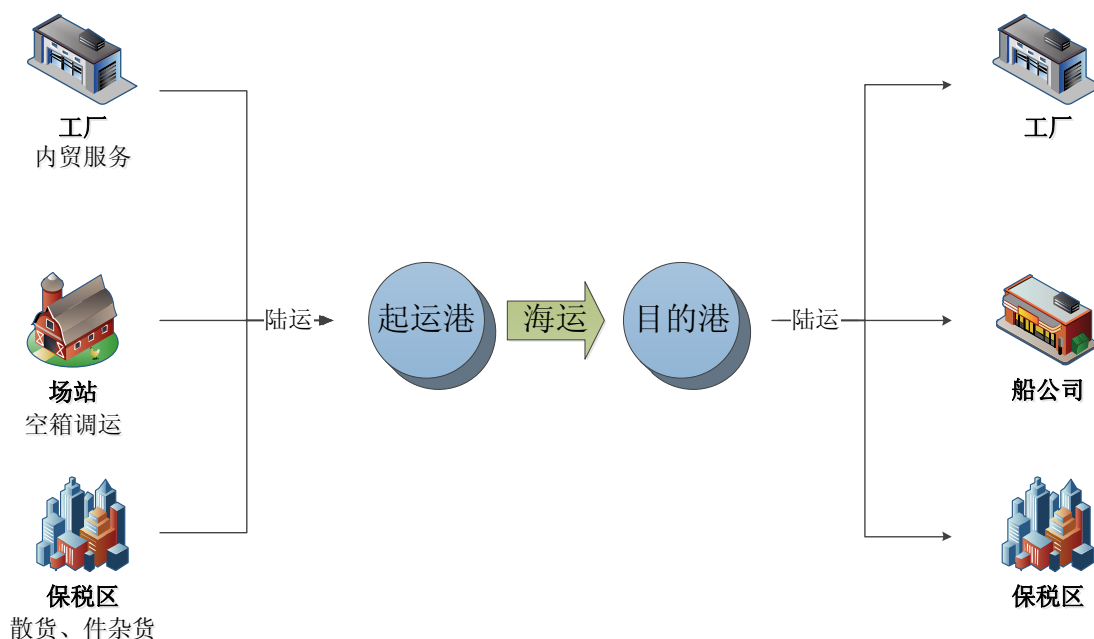 工厂
内贸服务
场站
空箱调运
保税区
散货、件杂货
陆运
起运港
海运
目的港
陆运
工厂
船公司
保税区